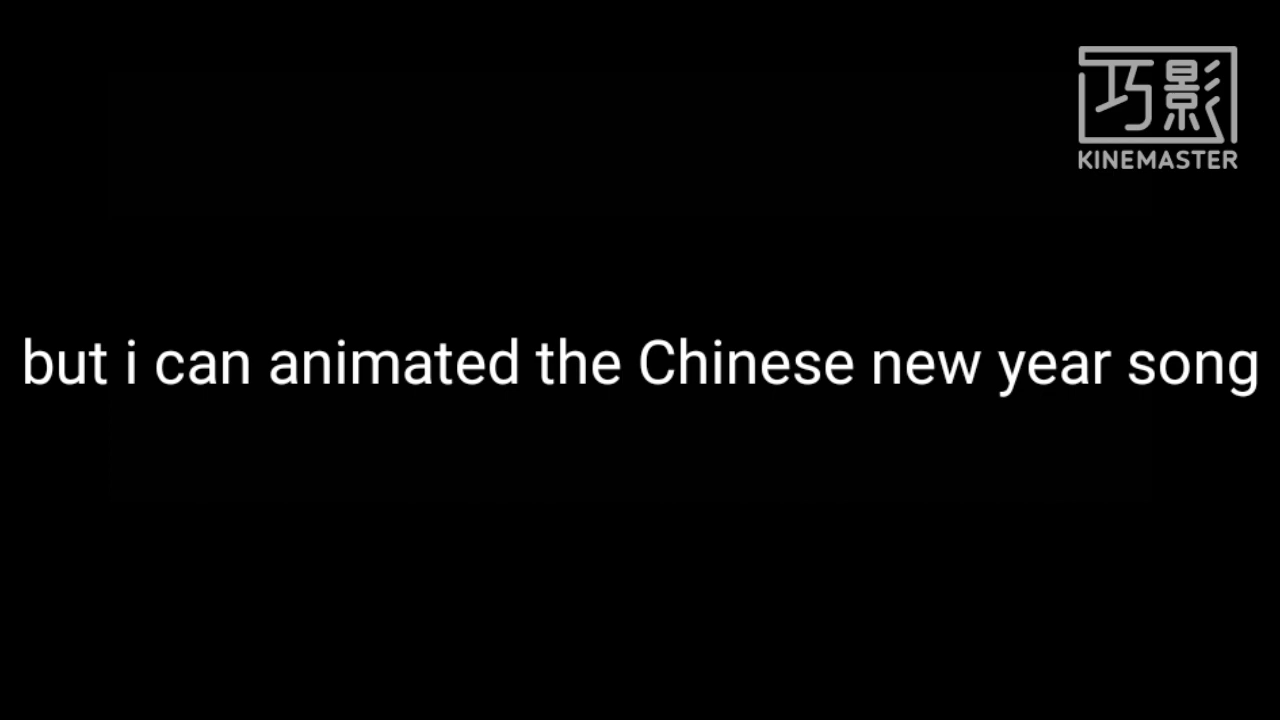 巧影
KINEMASTER
but i can animated the Chinese new year song